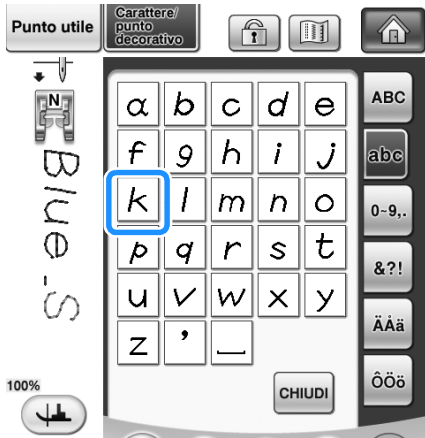 Punto utile
Carattere/
punto
decorativo
N
Blue_S
100%
a b c d e
f g h i j
k l m n o
p q r s t
u v w x y
z ' _
CHIUDI
ABC
abc
0~9,.
&?!
ÄÅä
ÔÖö